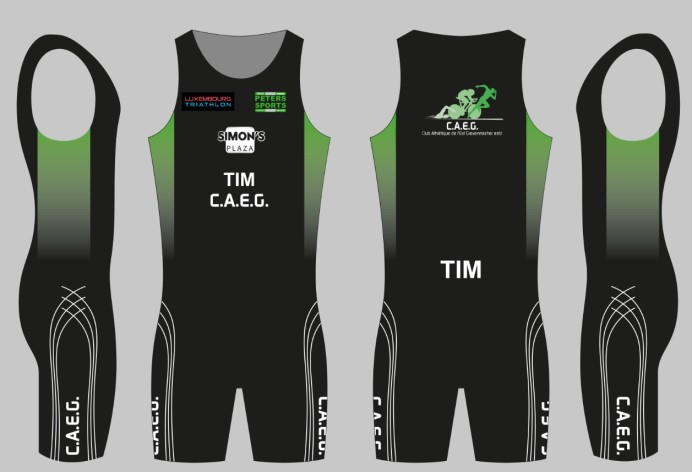 C.A.E.G.
LUXEMBOURG
TRIATHLON
PETERS
SPORTS
SIMON'S
PLAZA
TIM
C.A.E.G.
C.A.E.G.
C.A.E.G.
C.A.E.G.
TIM
C.A.E.G.